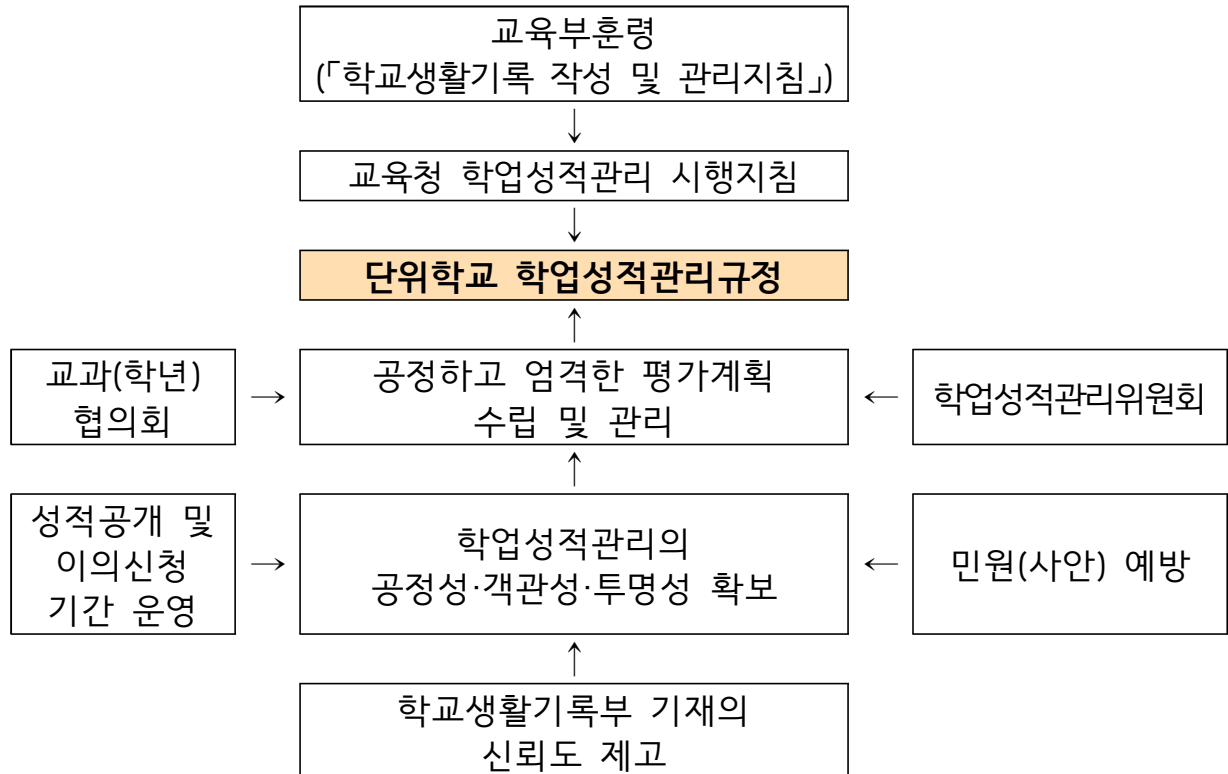 교육부훈령
(「학교생활기록 작성 및 관리지침」)
↓
교육청 학업성적관리 시행지침
↓
단위학교 학업성적관리규정
↑
교과(학년)
협의회
→
공정하고 엄격한 평가계획
수립 및 관리
←
학업성적관리위원회
↑
성적공개 및
이의신청
기간 운영
→
학업성적관리의
공정성·객관성·투명성 확보
←
민원(사안) 예방
↑
학교생활기록부 기재의
신뢰도 제고